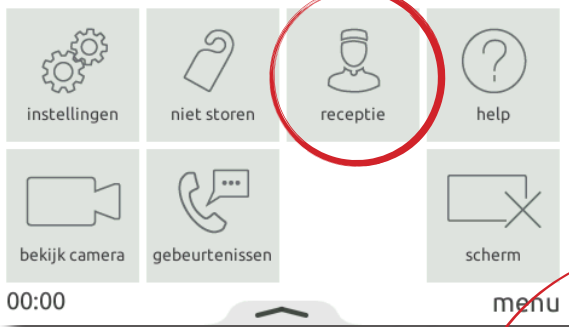 instellingen niet storen receptie help
bekijk camera gebeurtenissen scherm
00:00 menu